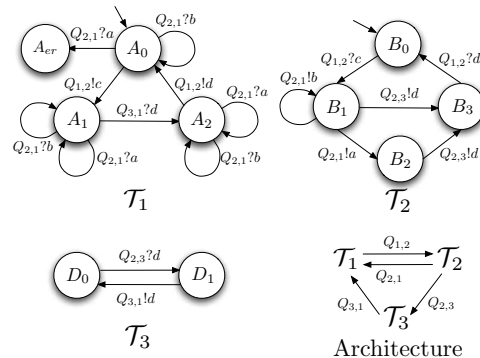 Q2,1?a
Q2,1?b
Aer
A0
Q1,2!c
Q1,2!d
Q2,1?a
A1
Q3,1?d
A2
Q2,1?b
Q2,1?a
Q2,1?b
T1
B0
Q1,2?c
Q1,2?d
Q2,1!b
B1
Q2,3!d
B3
Q2,1!a
Q2,3!d
B2
T2
D0
Q2,3?d
D1
Q3,1!d
T3
Q1,2
T1
T2
Q2,1
Q3,1
Q2,3
T3
Architecture